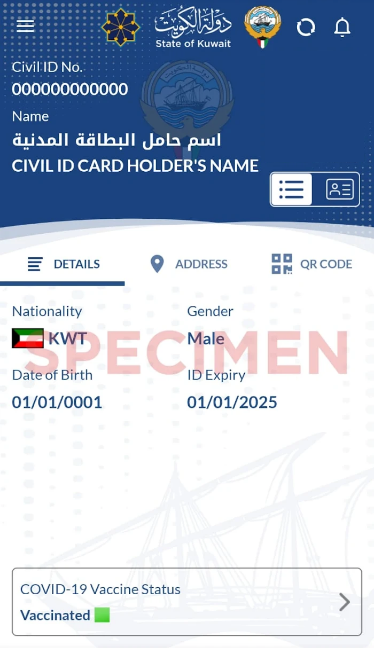 دولة الكويت
State of Kuwait
Civil ID No.
000000000000
Name
اسم حامل البطاقة المدنية
CIVIL ID CARD HOLDER'S NAME
DETAILS ADDRESS QR CODE
Nationality Gender
KWT Male
SPECIMEN
Date of Birth ID Expiry
01/01/0001 01/01/2025
COVID-19 Vaccine Status
Vaccinated